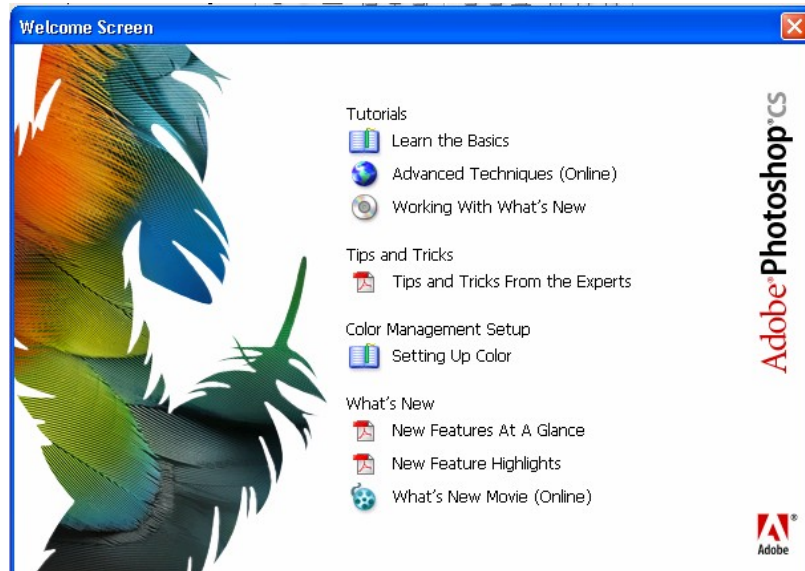 Welcome Screen
Tutorials
Learn the Basics
Advanced Techniques (Online)
Working With What's New
Tips and Tricks
Tips and Tricks From the Experts
Color Management Setup
Setting Up Color
What's New
New Features At A Glance
New Feature Highlights
What's New Movie (Online)
Adobe® Photoshop® CS
Adobe®